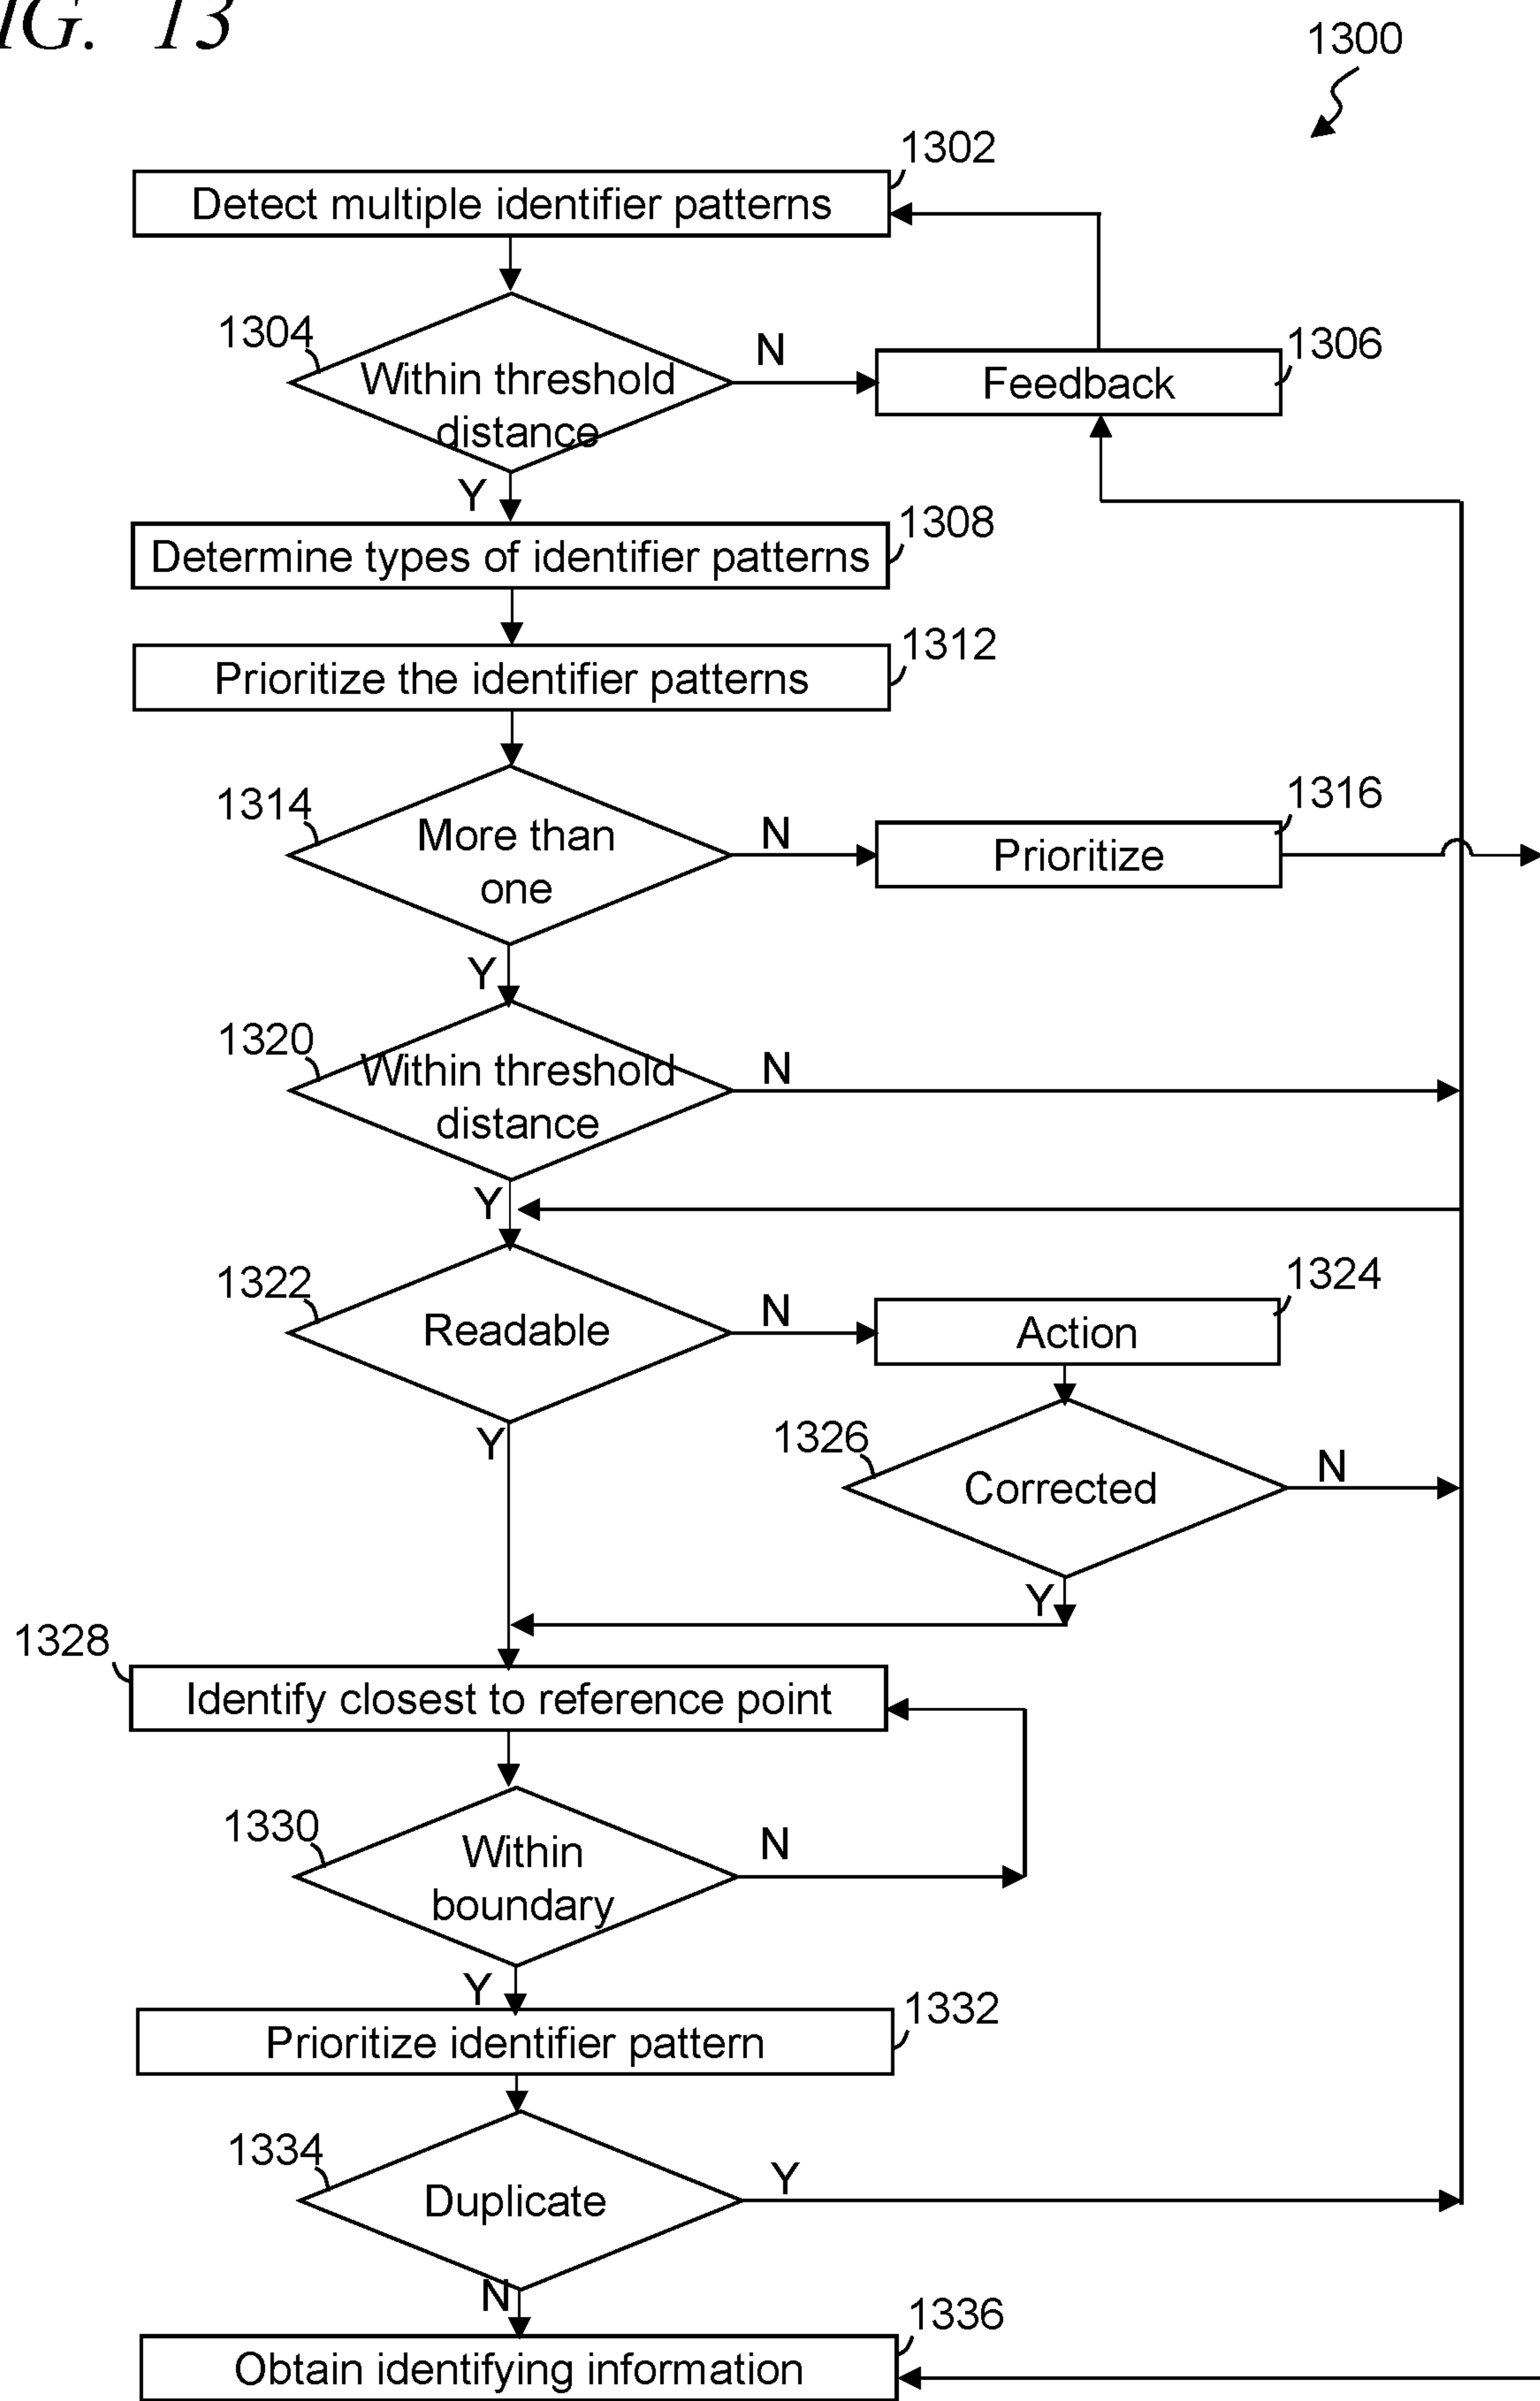 IG. 13
1300
1302
Detect multiple identifier patterns
1304
Within threshold
distance
N
1306
Feedback
Y
1308
Determine types of identifier patterns
1312
Prioritize the identifier patterns
1314
More than
one
N
1316
Prioritize
Y
1320
Within threshold
distance
N
Y
1322
Readable
N
1324
Action
1326
Corrected
N
Y
Y
1328
Identify closest to reference point
1330
Within
boundary
N
Y
1332
Prioritize identifier pattern
1334
Duplicate
Y
N
1336
Obtain identifying information